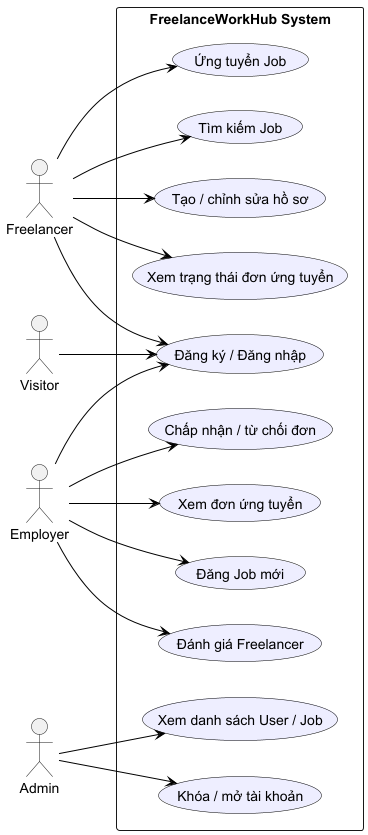 FreelanceWorkHub System
Ứng tuyển Job
Tìm kiếm Job
Tạo / chỉnh sửa hồ sơ
Freelancer
Xem trạng thái đơn ứng tuyển
Đăng ký / Đăng nhập
Visitor
Chấp nhận / từ chối đơn
Xem đơn ứng tuyển
Employer
Đăng Job mới
Đánh giá Freelancer
Xem danh sách User / Job
Admin
Khóa / mở tài khoản